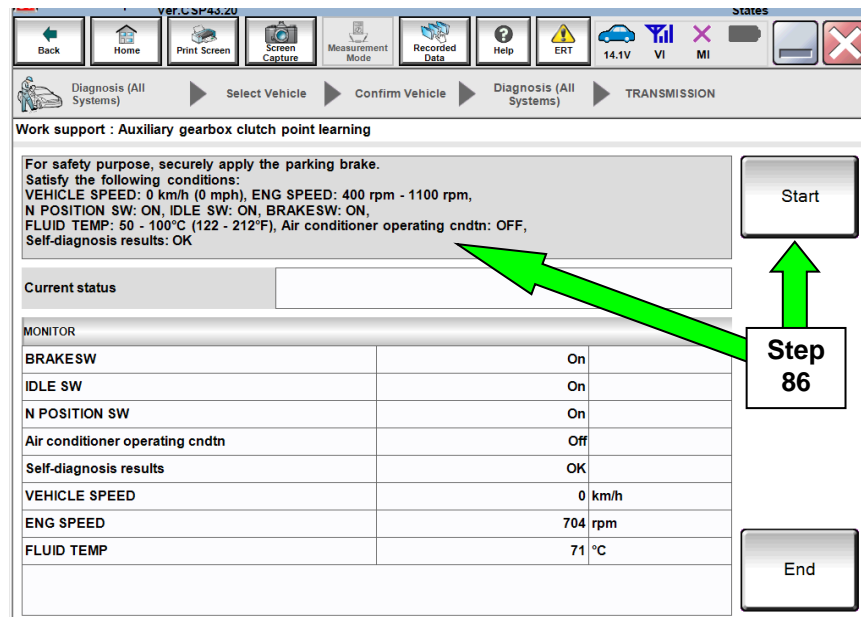 Ver.CSP43.20
States
Back
Home
Print Screen
Screen
Capture
Measurement
Mode
Recorded
Data
Help
ERT
14.1V
VI
MI
Diagnosis (All
Systems)
Select Vehicle
Confirm Vehicle
Diagnosis (All
Systems)
TRANSMISSION
Work support : Auxiliary gearbox clutch point learning
For safety purpose, securely apply the parking brake.
Satisfy the following conditions:
VEHICLE SPEED: 0 km/h (0 mph), ENG SPEED: 400 rpm - 1100 rpm,
N POSITION SW: ON, IDLE SW: ON, BRAKESW: ON,
FLUID TEMP: 50 - 100°C (122 - 212°F), Air conditioner operating cndtn: OFF,
Self-diagnosis results: OK
Start
Current status
MONITOR
BRAKESW On
IDLE SW On
N POSITION SW On
Air conditioner operating cndtn Off
Self-diagnosis results OK
VEHICLE SPEED 0 km/h
ENG SPEED 704 rpm
FLUID TEMP 71 °C
Step
86
End